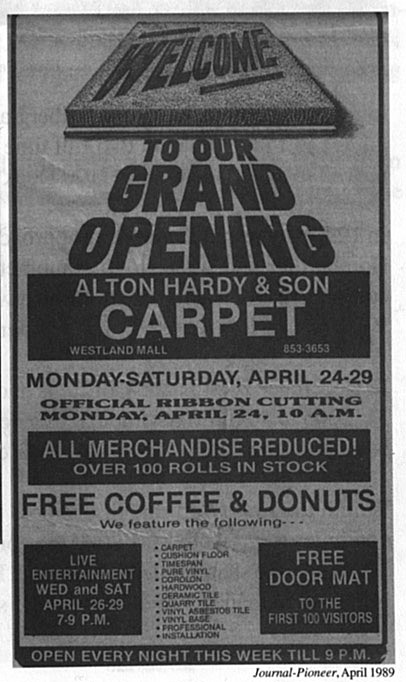 WELCOME
TO OUR
GRAND
OPENING
ALTON HARDY & SON
CARPET
WESTLAND MALL 853-3653
MONDAY-SATURDAY, APRIL 24-29
OFFICIAL RIBBON CUTTING
MONDAY, APRIL 24, 10 A.M.
ALL MERCHANDISE REDUCED!
OVER 100 ROLLS IN STOCK
FREE COFFEE & DONUTS
We feature the following- - -
LIVE
ENTERTAINMENT
WED and SAT
APRIL 26-29
7-9 P.M.
• CARPET
• CUSHION FLOOR
• TIMESPAN
• PURE VINYL
• COROLON
• HARDWOOD
• CERAMIC TILE
• QUARRY TILE
• VINYL ASBESTOS TILE
• VINYL BASE
• PROFESSIONAL
• INSTALLATION
FREE
DOOR MAT
TO THE
FIRST 100 VISITORS
OPEN EVERY NIGHT THIS WEEK TILL 9 P.M.
Journal-Pioneer, April 1989